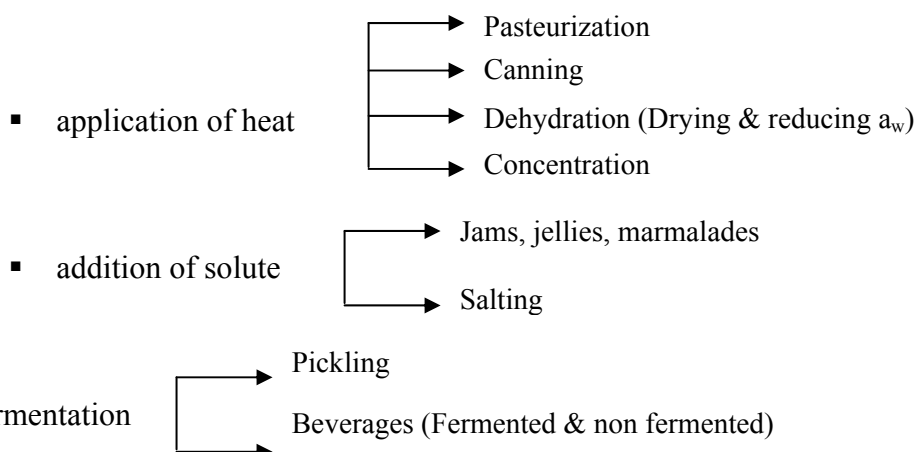 Pasteurization
Canning
▪ application of heat
Dehydration (Drying & reducing aw)
Concentration
Jams, jellies, marmalades
▪ addition of solute
Salting
Pickling
rmentation
Beverages (Fermented & non fermented)